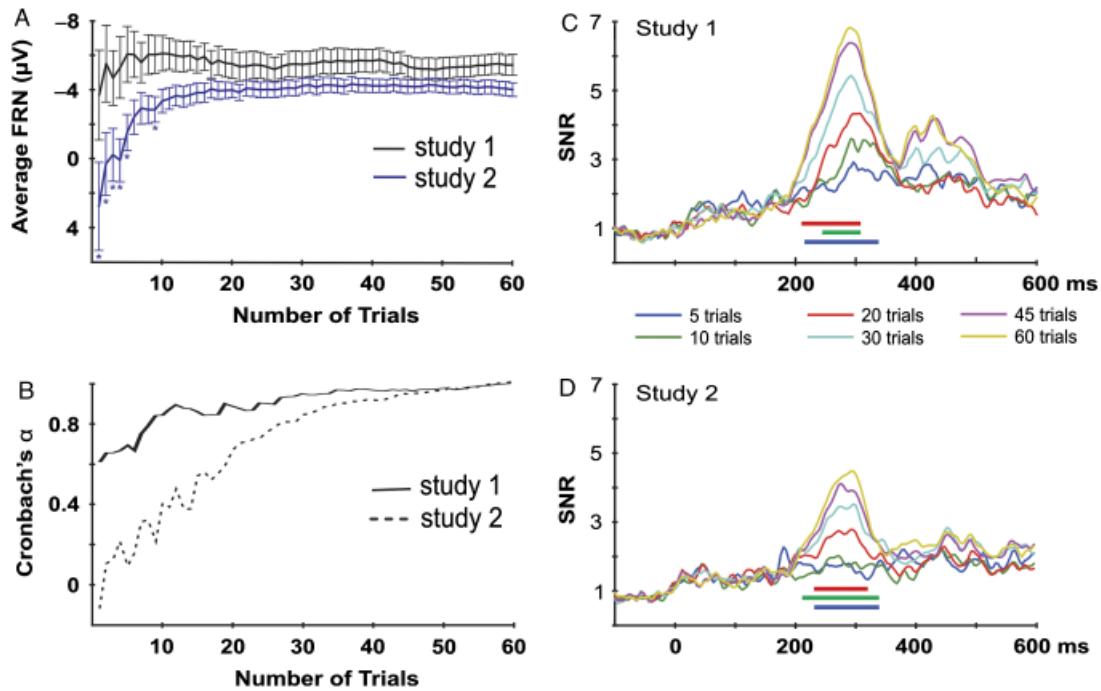 A
−8
−4
0
4
Average FRN (μV)
study 1
study 2
*
*
**
*
*
10 20 30 40 50 60
Number of Trials
B
0.8
0.4
0
Cronbach's α
study 1
study 2
10 20 30 40 50 60
Number of Trials
C
Study 1
7
5
3
1
SNR
0 200 400 600 ms
5 trials 20 trials 45 trials
10 trials 30 trials 60 trials
D
Study 2
7
5
3
1
SNR
0 200 400 600 ms